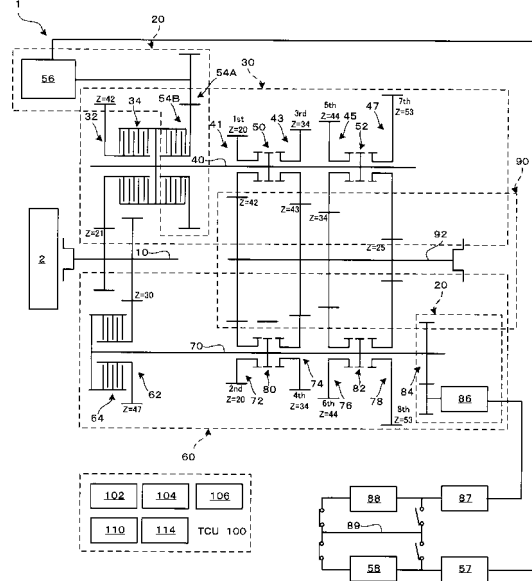 1
20
56
54A
30
Z=42
34
54B
32
41
1st
Z=20
50
43
3rd
Z=34
5th
Z=44
45
52
47
7th
Z=53
40
90
Z=42
Z=43
Z=34
Z=25
Z=21
10
92
2
Z=30
20
70
84
86
64
62
Z=47
2nd
Z=20
72
80
74
4th
Z=34
76
6th
Z=44
82
78
8th
Z=53
60
102
104
106
110
114
TCU 100
88
87
89
58
57